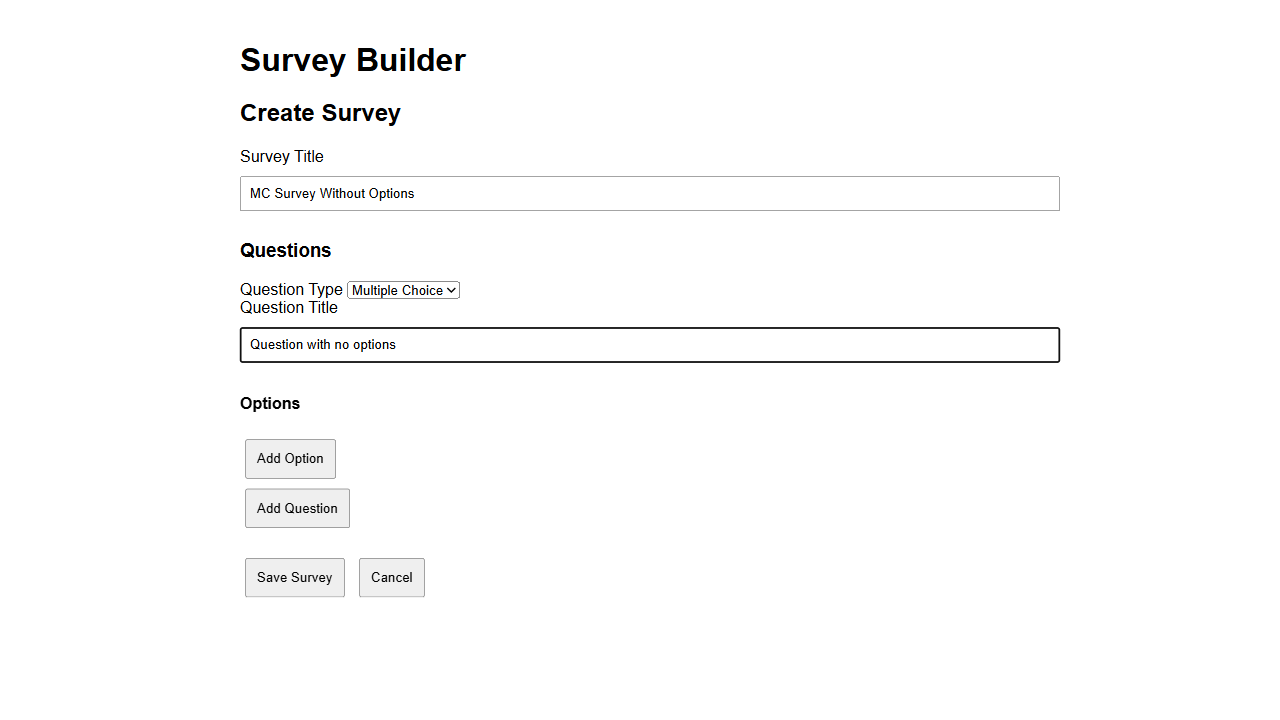 Survey Builder
Create Survey
Survey Title
MC Survey Without Options
Questions
Question Type Multiple Choice
Question Title
Question with no options
Options
Add Option
Add Question
Save Survey Cancel